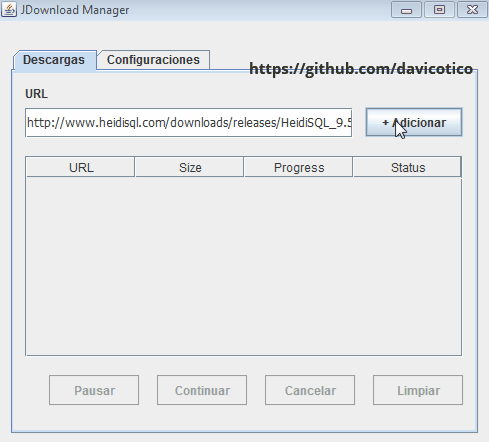 JDownload Manager
Descargas
Configuraciones
https://github.com/davicotico
URL
http://www.heidisql.com/downloads/releases/HeidiSQL_9.5
+ Adicionar
URL Size Progress Status
Pausar Continuar Cancelar Limpiar